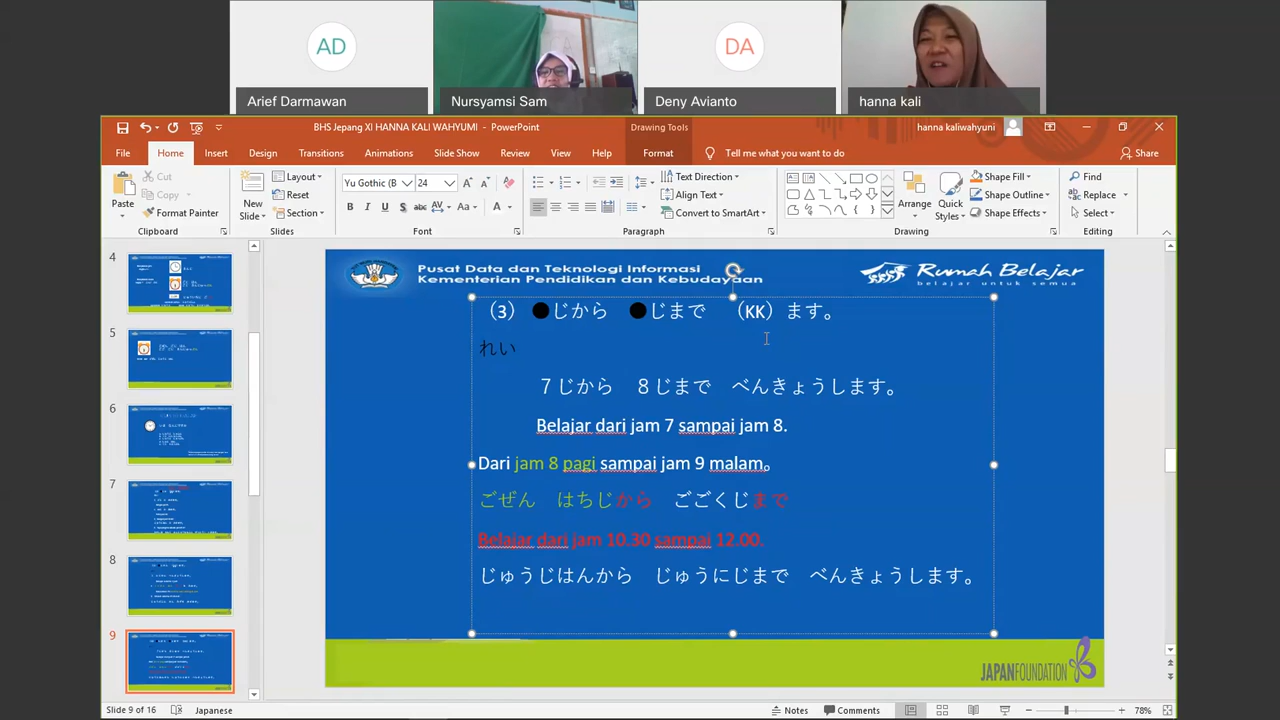 AD
DA
Arief Darmawan
Nursyamsi Sam
Deny Avianto
hanna kali
BHS Jepang XI HANNA KALI WAHYUMI - PowerPoint
Drawing Tools
hanna kaliwahyuni
File Home Insert Design Transitions Animations Slide Show Review View Help Format Tell me what you want to do Share
Paste
Cut
Copy
Format Painter
Clipboard
New Slide
Layout
Reset
Section
Slides
Yu Gothic (B 24
B I U S abc AV Aa A
Font
Text Direction
Align Text
Convert to SmartArt
Paragraph
Arrange
Quick Styles
Shape Fill
Shape Outline
Shape Effects
Drawing
Find
Replace
Select
Editing
4
5
6
7
8
9
Pusat Data dan Teknologi Informasi
Kementerian Pendidikan dan Kebudayaan
Rumah Belajar
belajar untuk semua
（3） ●じから ●じまで （KK）ます。
れい
７じから ８じまで べんきょうします。
Belajar dari jam 7 sampai jam 8.
Dari jam 8 pagi sampai jam 9 malam。
ごぜん はちじから ごごくじまで
Belajar dari jam 10.30 sampai 12.00.
じゅうじはんから じゅうにじまで べんきょうします。
JAPANFOUNDATION
Slide 9 of 16 Japanese Notes Comments 78%